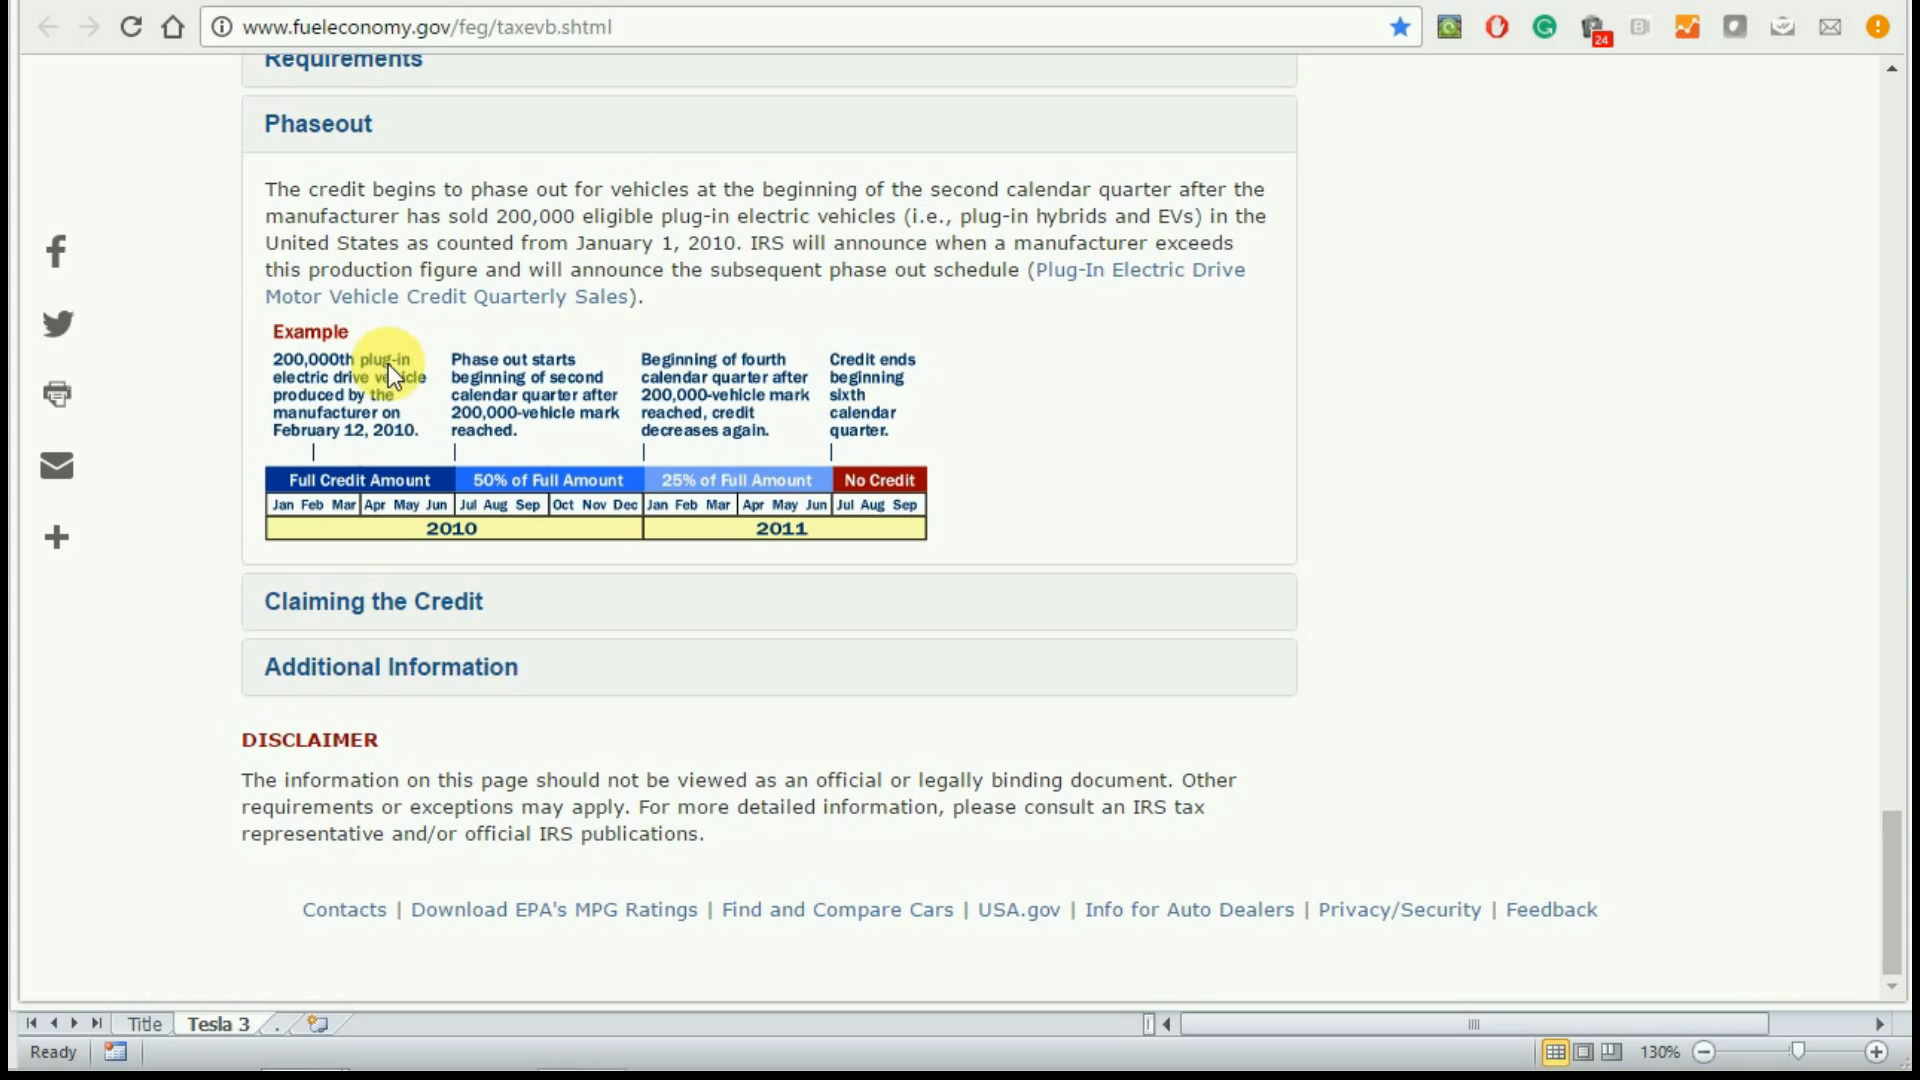 www.fueleconomy.gov/feg/taxevb.shtml
24
Requirements
Phaseout
The credit begins to phase out for vehicles at the beginning of the second calendar quarter after the
manufacturer has sold 200,000 eligible plug-in electric vehicles (i.e., plug-in hybrids and EVs) in the
United States as counted from January 1, 2010. IRS will announce when a manufacturer exceeds
this production figure and will announce the subsequent phase out schedule (Plug-In Electric Drive
Motor Vehicle Credit Quarterly Sales).
Example
200,000th plug-in
electric drive vehicle
produced by the
manufacturer on
February 12, 2010.
Phase out starts
beginning of second
calendar quarter after
200,000-vehicle mark
reached.
Beginning of fourth
calendar quarter after
200,000-vehicle mark
reached, credit
decreases again.
Credit ends
beginning
sixth
calendar
quarter.
Full Credit Amount 50% of Full Amount 25% of Full Amount No Credit
Jan Feb Mar Apr May Jun Jul Aug Sep Oct Nov Dec Jan Feb Mar Apr May Jun Jul Aug Sep
2010 2011
Claiming the Credit
Additional Information
DISCLAIMER
The information on this page should not be viewed as an official or legally binding document. Other
requirements or exceptions may apply. For more detailed information, please consult an IRS tax
representative and/or official IRS publications.
Contacts | Download EPA's MPG Ratings | Find and Compare Cars | USA.gov | Info for Auto Dealers | Privacy/Security | Feedback
Title Tesla 3 .
Ready 130%